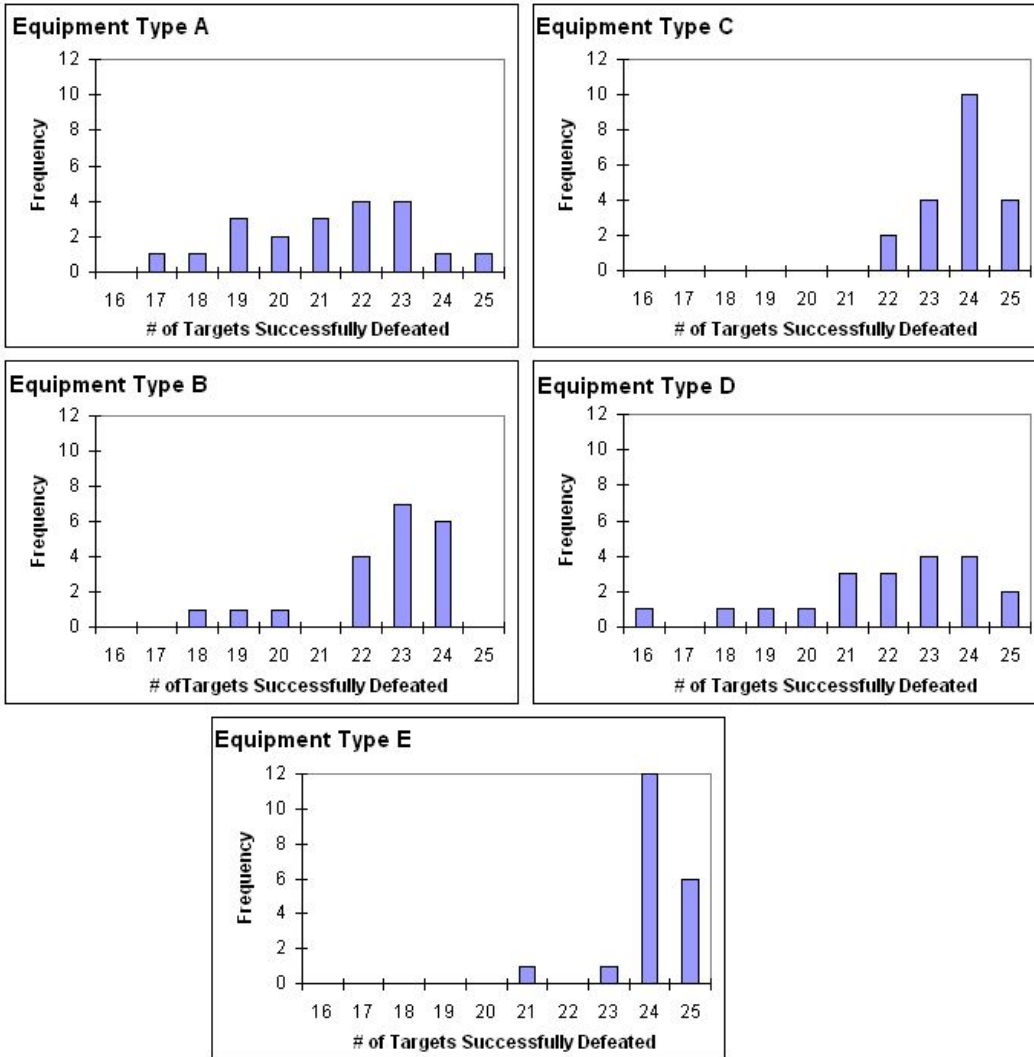 Equipment Type A
Frequency
12
10
8
6
4
2
0
16 17 18 19 20 21 22 23 24 25
# of Targets Successfully Defeated
Equipment Type C
Frequency
12
10
8
6
4
2
0
16 17 18 19 20 21 22 23 24 25
# of Targets Successfully Defeated
Equipment Type B
Frequency
12
10
8
6
4
2
0
16 17 18 19 20 21 22 23 24 25
# ofTargets Successfully Defeated
Equipment Type D
Frequency
12
10
8
6
4
2
0
16 17 18 19 20 21 22 23 24 25
# of Targets Successfully Defeated
Equipment Type E
Frequency
12
10
8
6
4
2
0
16 17 18 19 20 21 22 23 24 25
# of Targets Successfully Defeated